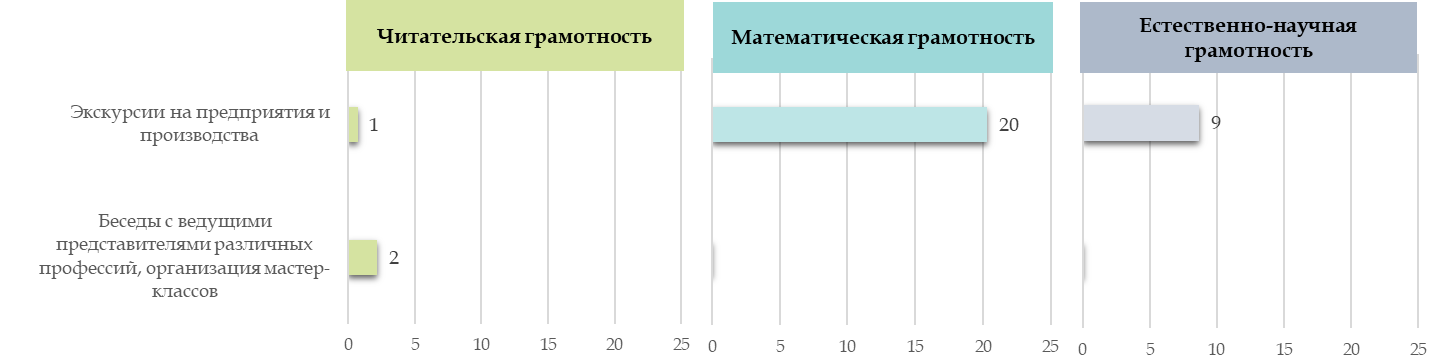 Читательская грамотность
Математическая грамотность
Естественно-научная
грамотность
Экскурсии на предприятия и
производства
1
20
9
Беседы с ведущими
представителями различных
профессий, организация мастер-
классов
2
0 5 10 15 20 25
0 5 10 15 20 25
0 5 10 15 20 25